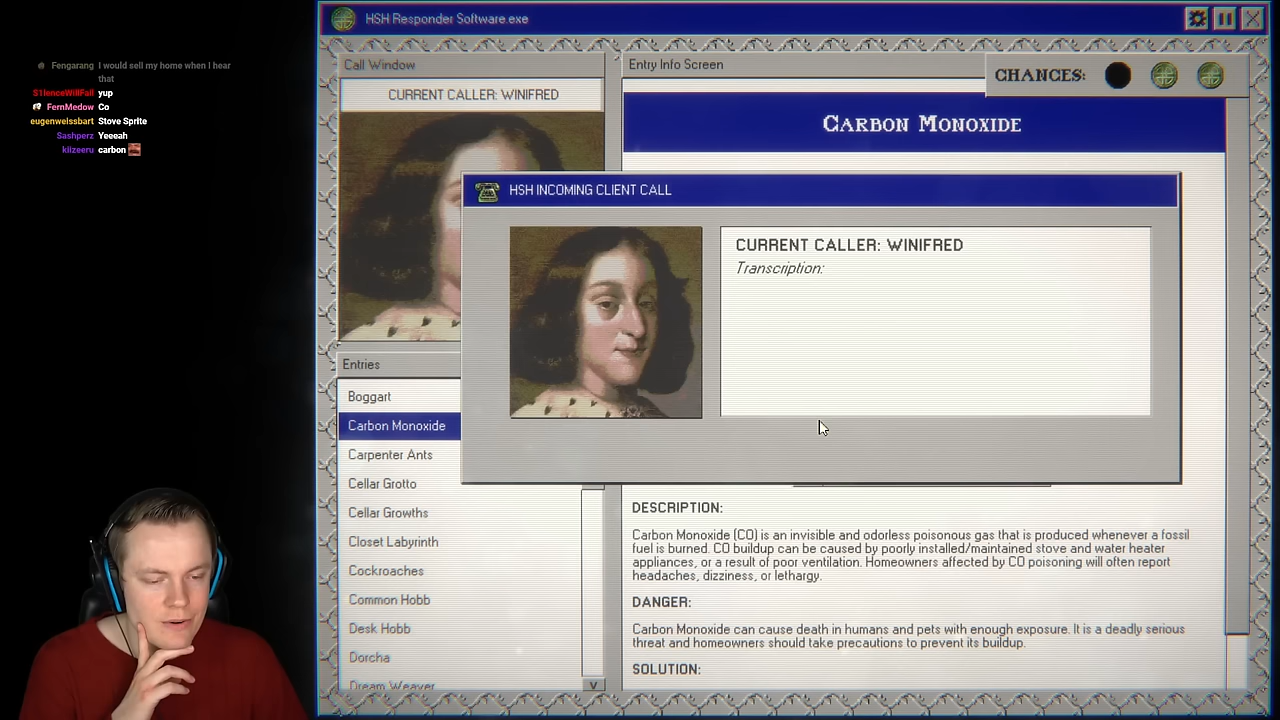 HSH Responder Software.exe
Fengarang I would sell my home when I hear
that
S1lenceWillFall yup
FernMedow Co
eugenweissbart Stove Sprite
Sashperz Yeeeah
kiizeeru carbon
Call Window
CURRENT CALLER: WINIFRED
Entry Info Screen
CHANCES:
CARBON MONOXIDE
HSH INCOMING CLIENT CALL
CURRENT CALLER: WINIFRED
Transcription:
Entries
Boggart
Carbon Monoxide
Carpenter Ants
Cellar Grotto
Cellar Growths
Closet Labyrinth
Cockroaches
Common Hobb
Desk Hobb
Dorcha
Dream Weaver
V
DESCRIPTION:
Carbon Monoxide (CO) is an invisible and odorless poisonous gas that is produced whenever a fossil
fuel is burned. CO buildup can be caused by poorly installed/maintained stove and water heater
appliances, or a result of poor ventilation. Homeowners affected by CO poisoning will often report
headaches, dizziness, or lethargy.
DANGER:
Carbon Monoxide can cause death in humans and pets with enough exposure. It is a deadly serious
threat and homeowners should take precautions to prevent its buildup.
SOLUTION: